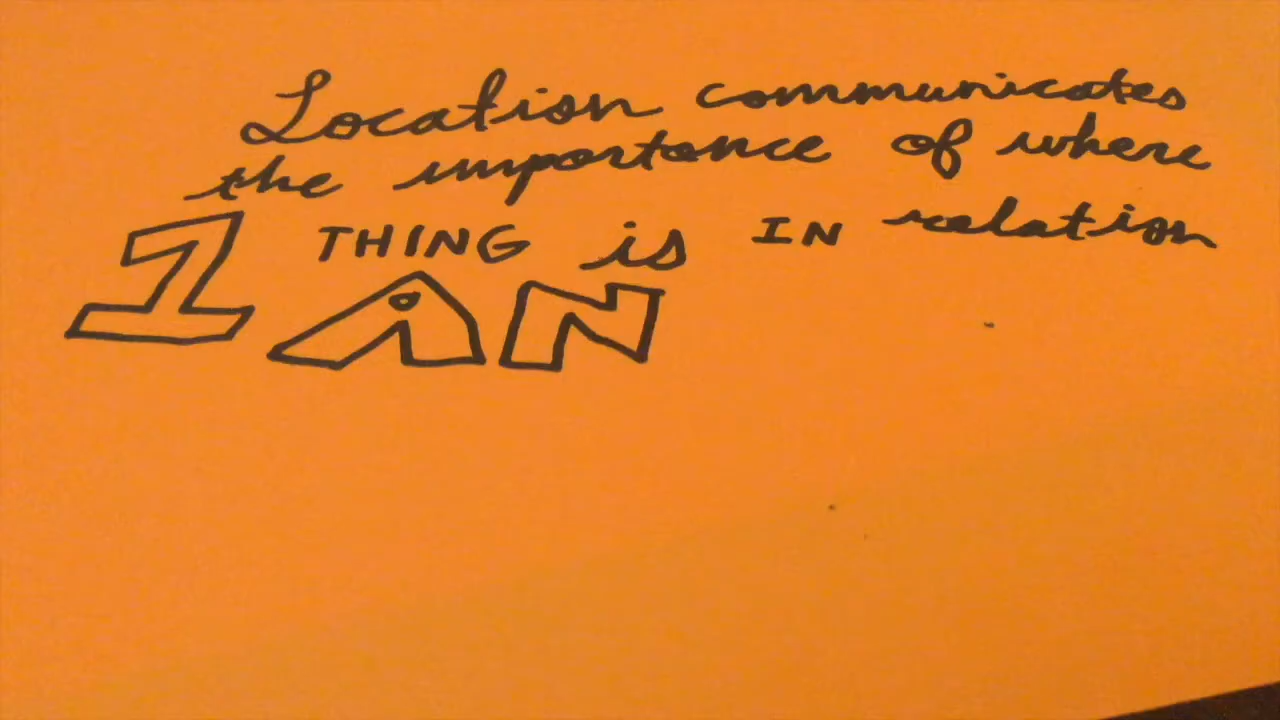 Location communicates
the importance of where
1 THING is IN relation
AN